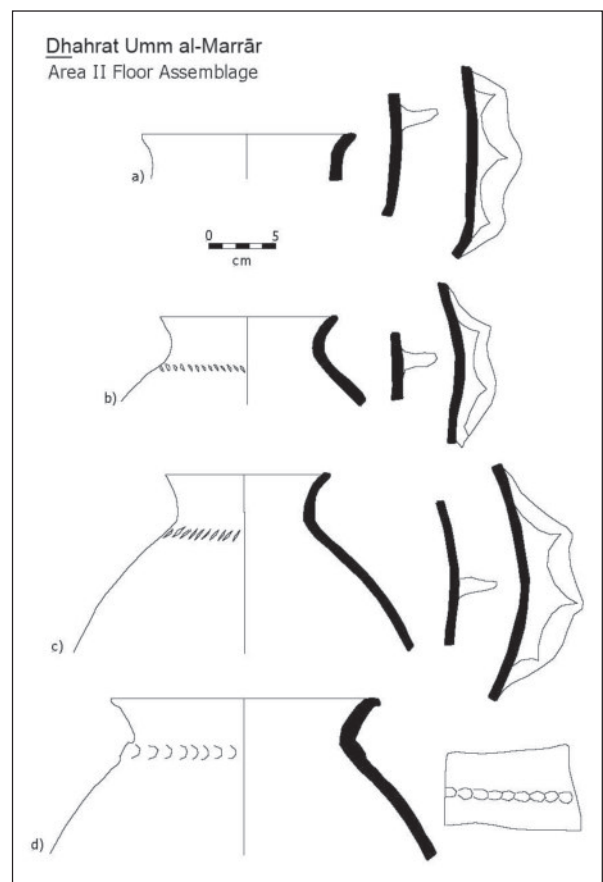 Dhahrat Umm al-Marrār
Area II Floor Assemblage
a)
0 5
cm
b)
c)
d)